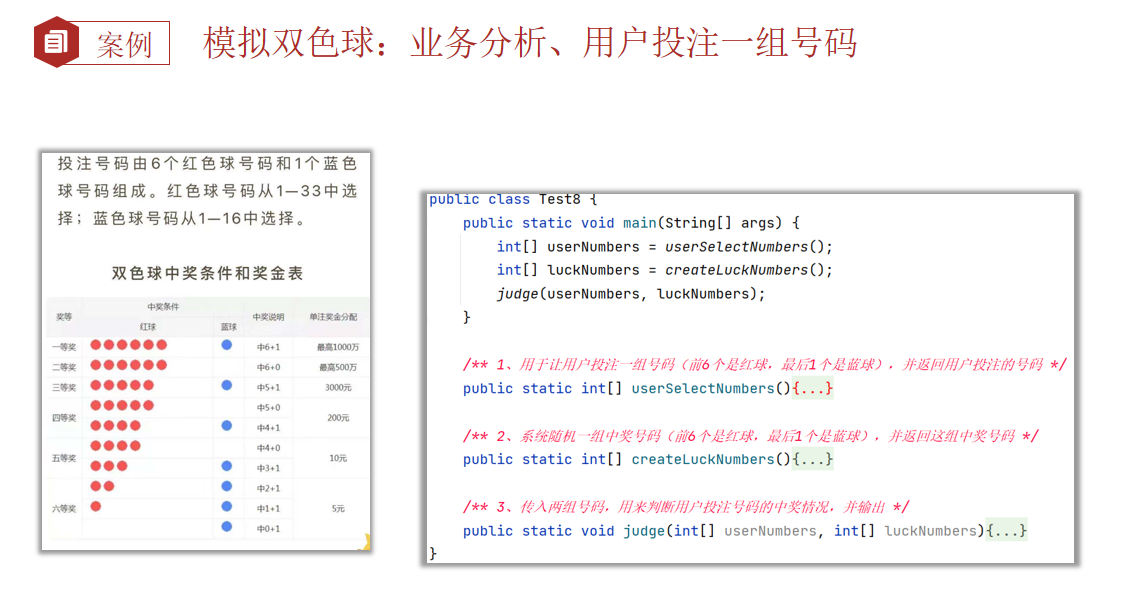 案例
模拟双色球：业务分析、用户投注一组号码
投注号码由6个红色球号码和1个蓝色
球号码组成。红色球号码从1—33中选
择；蓝色球号码从1—16中选择。
双色球中奖条件和奖金表
奖等 中奖条件 中奖说明 单注奖金分配
红球 蓝球
一等奖 中6+1 最高1000万
二等奖 中6+0 最高500万
三等奖 中5+1 3000元
四等奖 中5+0 200元
中4+1
五等奖 中4+0 10元
中3+1
六等奖 中2+1 5元
中1+1
中0+1
public class Test8 {
public static void main(String[] args) {
int[] userNumbers = userSelectNumbers();
int[] luckNumbers = createLuckNumbers();
judge(userNumbers, luckNumbers);
}
/** 1、用于让用户投注一组号码（前6个是红球，最后1个是蓝球），并返回用户投注的号码 */
public static int[] userSelectNumbers(){...}
/** 2、系统随机一组中奖号码（前6个是红球，最后1个是蓝球），并返回这组中奖号码 */
public static int[] createLuckNumbers(){...}
/** 3、传入两组号码，用来判断用户投注号码的中奖情况，并输出 */
public static void judge(int[] userNumbers, int[] luckNumbers){...}
}